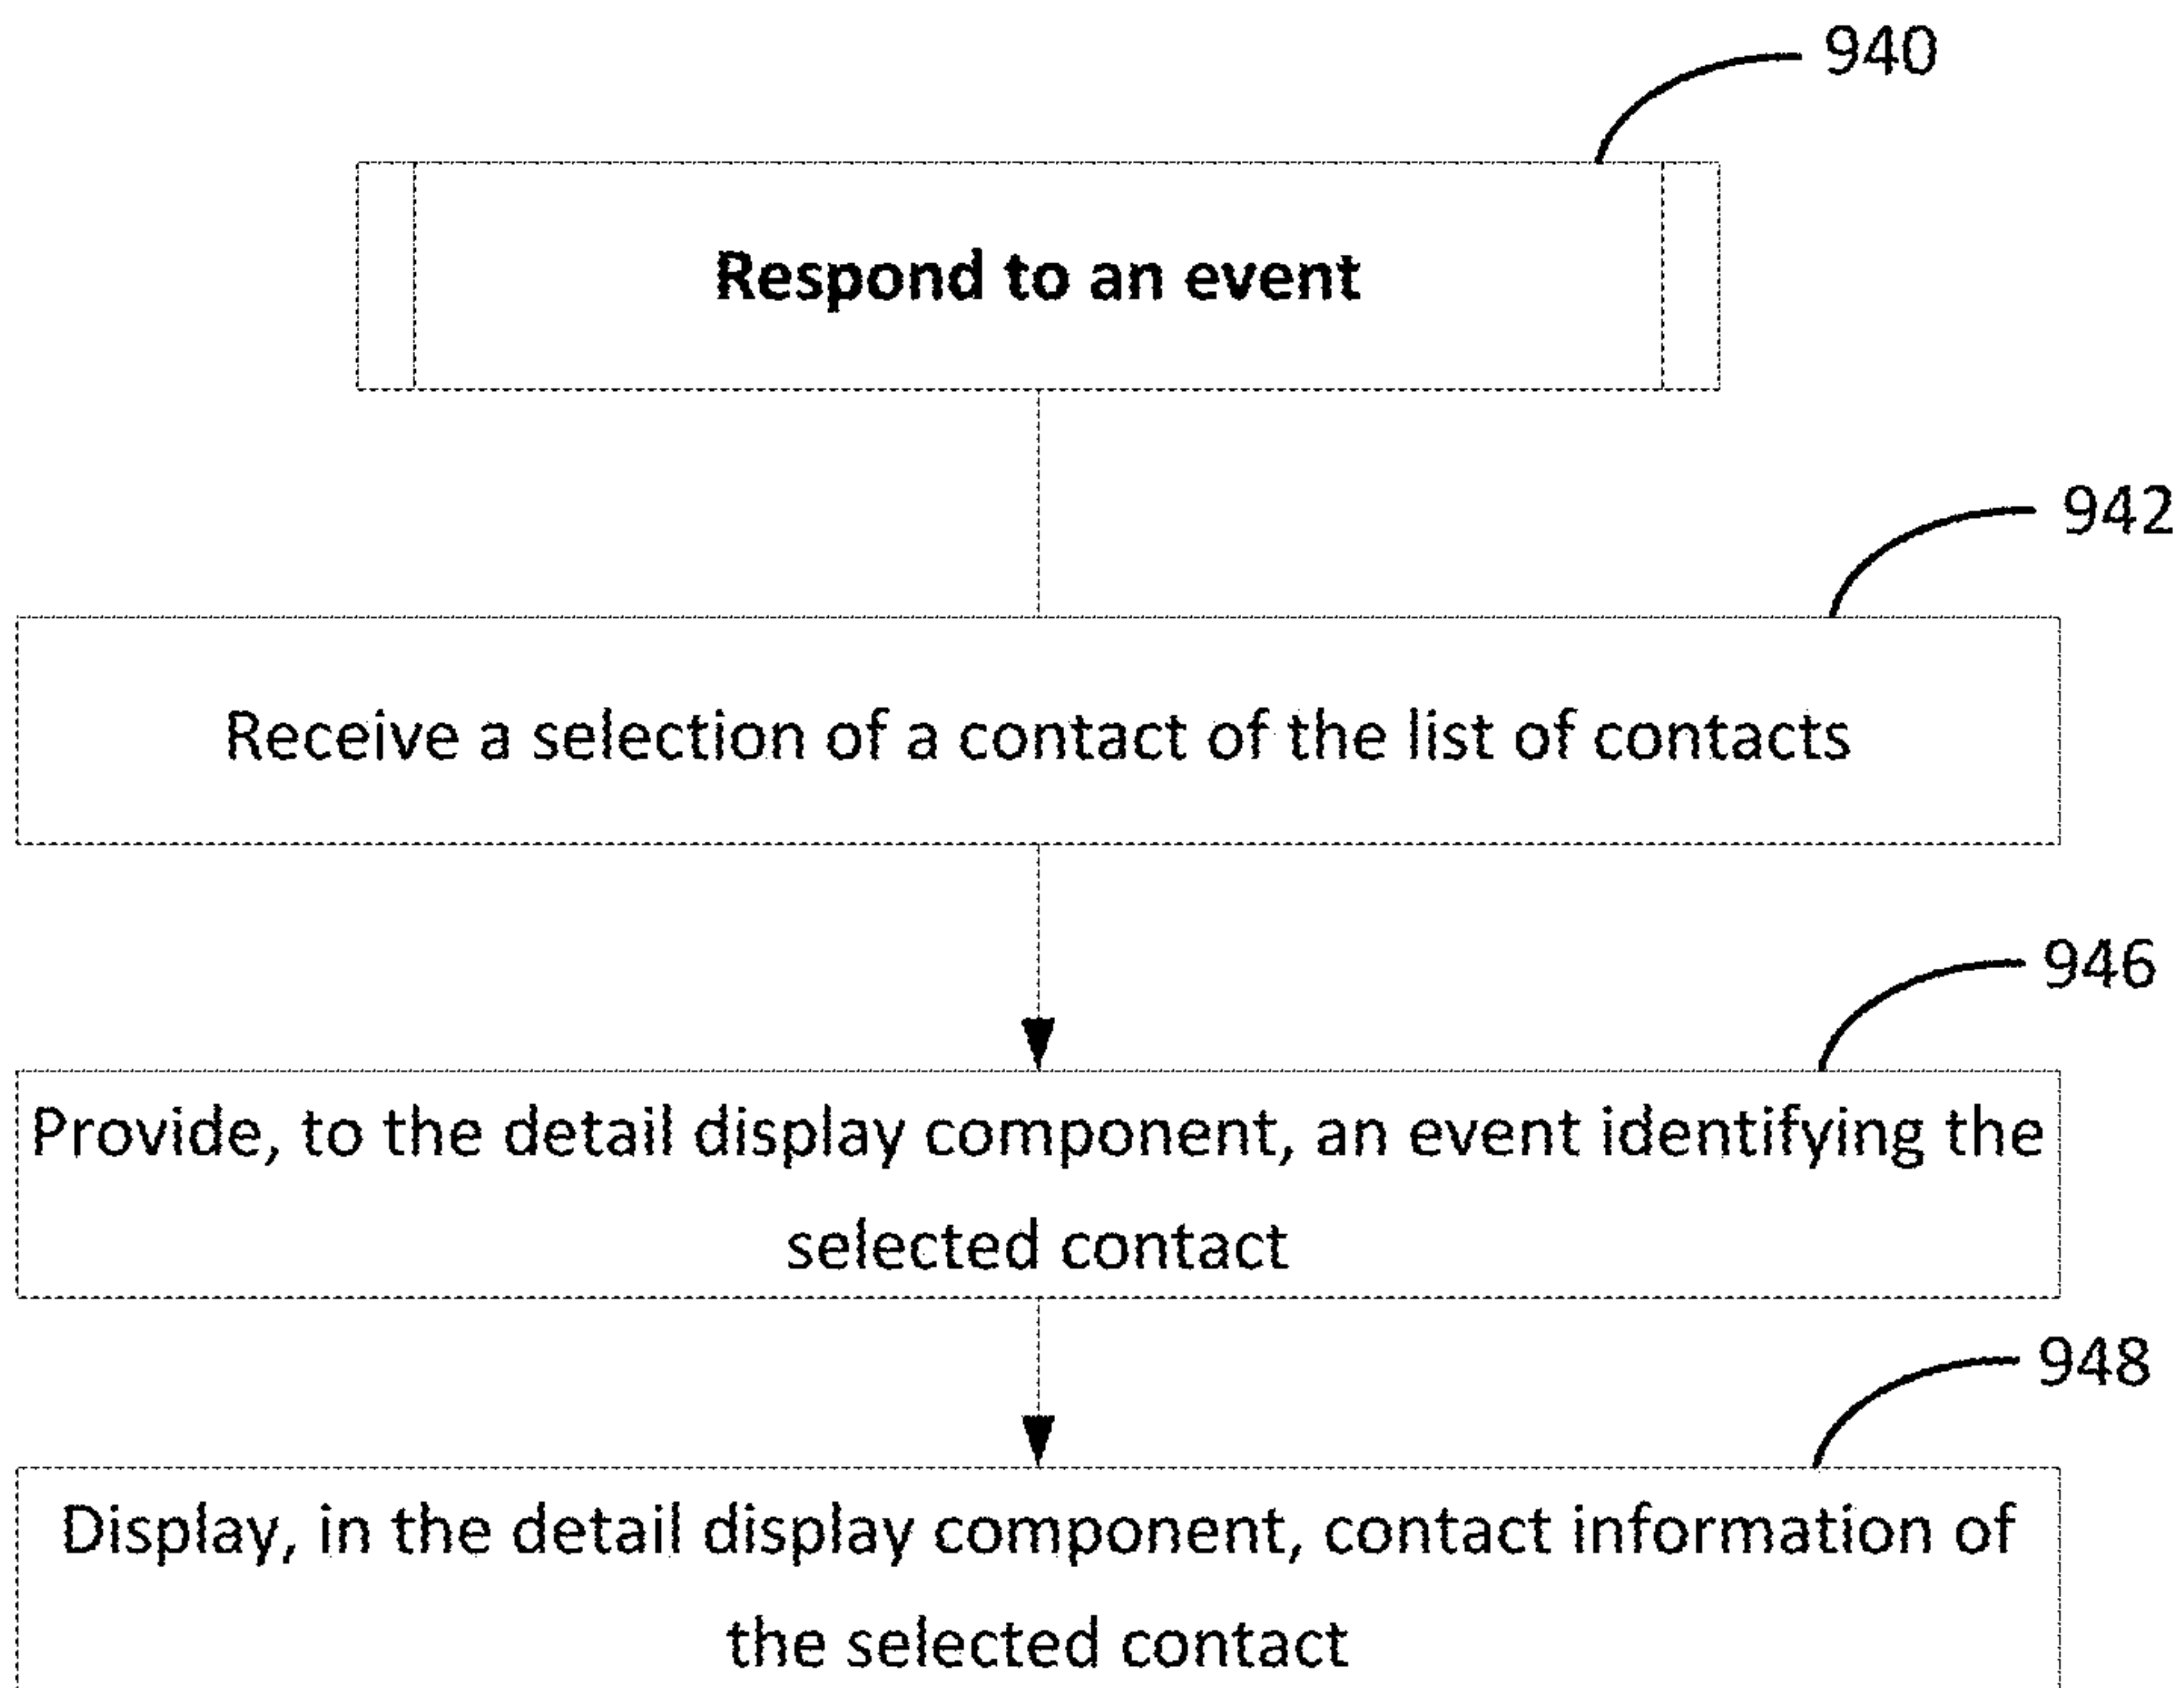 940
Respond to an event
942
Receive a selection of a contact of the list of contacts
946
Provide, to the detail display component, an event identifying the
selected contact
948
Display, in the detail display component, contact information of
the selected contact